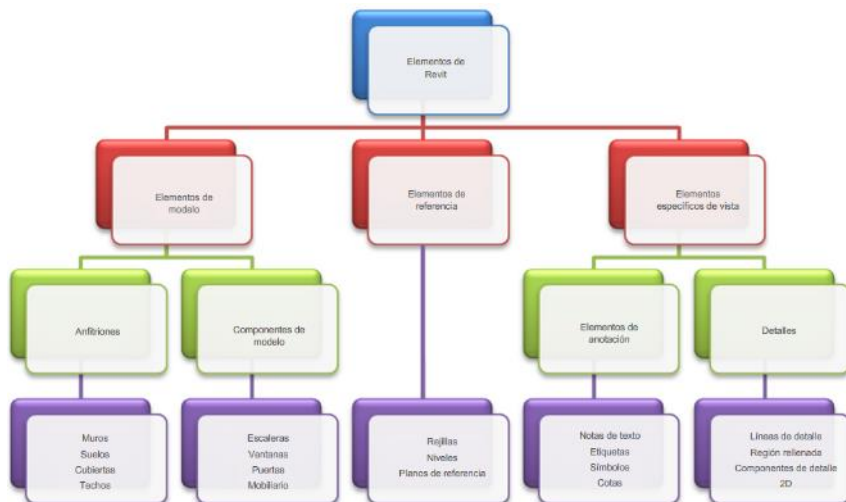 Elementos de
Revit
Elementos de
modelo
Elementos de
referencia
Elementos
específicos de vista
Anfitriones
Componentes de
modelo
Elementos de
anotación
Detalles
Muros
Suelos
Cubiertas
Techos
Escaleras
Ventanas
Puertas
Mobiliario
Rejillas
Niveles
Planos de referencia
Notas de texto
Etiquetas
Símbolos
Cotas
Líneas de detalle
Región rellenada
Componentes de detalle
2D